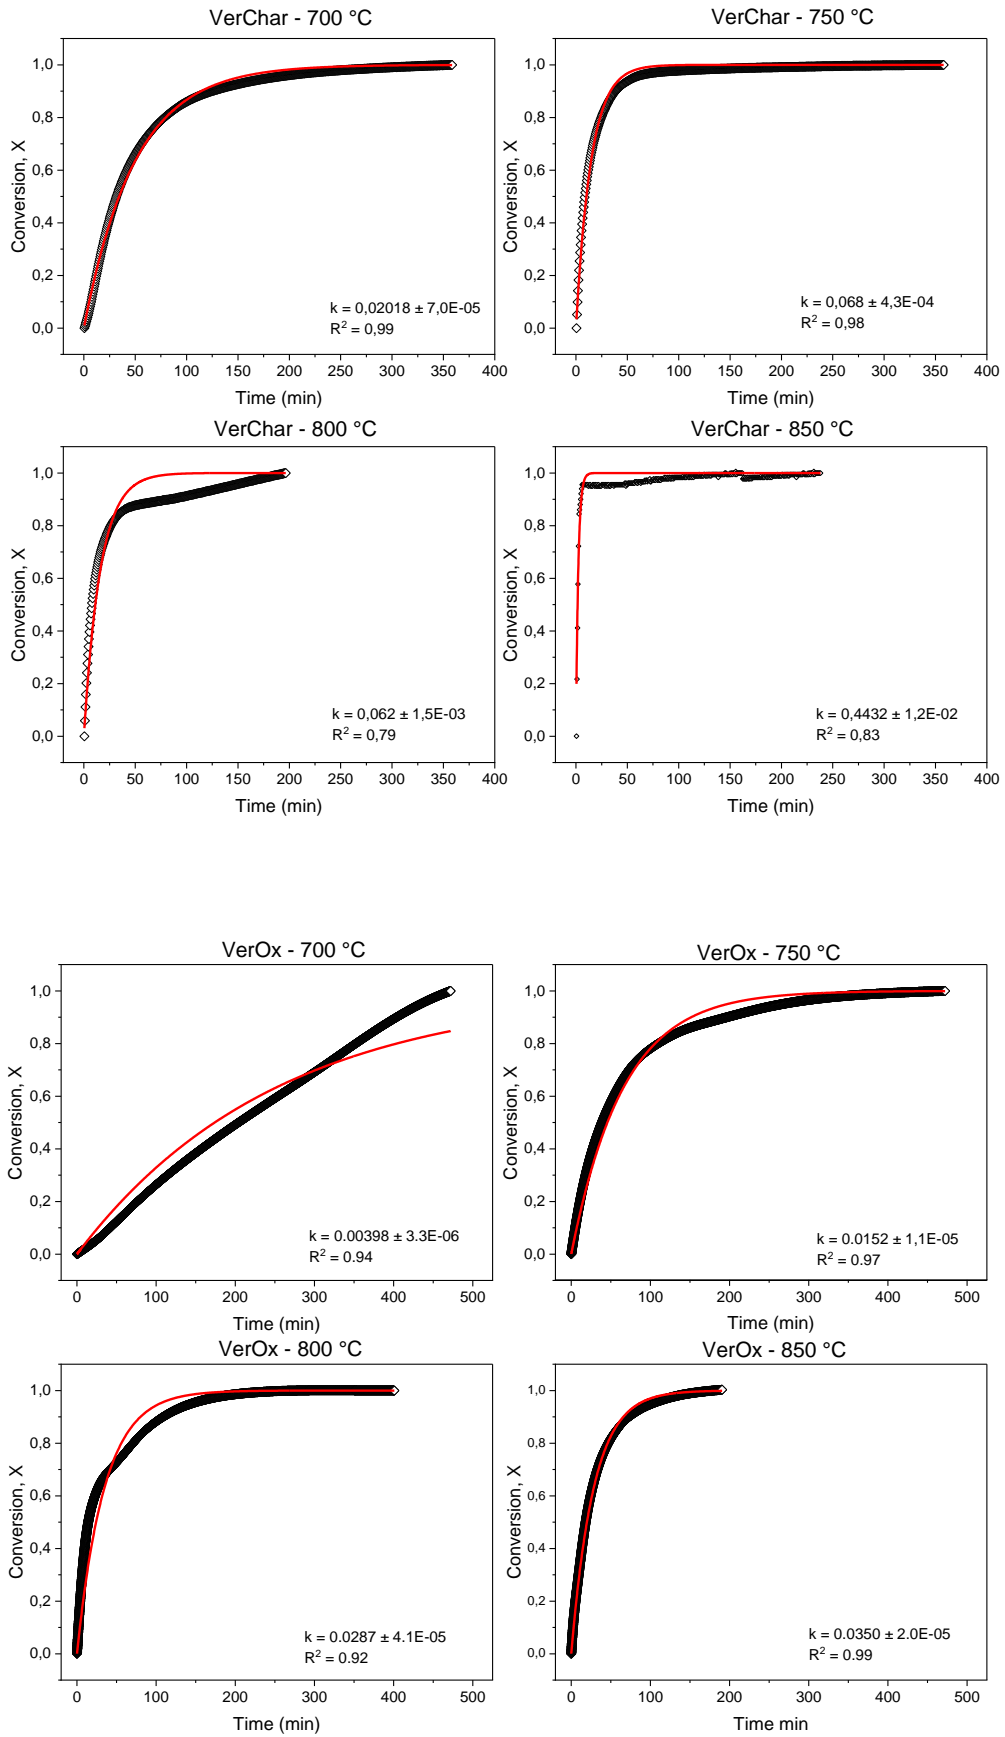 VerChar - 700 °C
1,0
0,8
0,6
0,4
0,2
0,0
Conversion, X
k = 0,02018 ± 7,0E-05
R² = 0,99
0 50 100 150 200 250 300 350 400
Time (min)
VerChar - 750 °C
1,0
0,8
0,6
0,4
0,2
0,0
Conversion, X
k = 0,068 ± 4,3E-04
R² = 0,98
0 50 100 150 200 250 300 350 400
Time (min)
VerChar - 800 °C
1,0
0,8
0,6
0,4
0,2
0,0
Conversion, X
k = 0,062 ± 1,5E-03
R² = 0,79
0 50 100 150 200 250 300 350 400
Time (min)
VerChar - 850 °C
1,0
0,8
0,6
0,4
0,2
0,0
Conversion, X
k = 0,4432 ± 1,2E-02
R² = 0,83
0 50 100 150 200 250 300 350 400
Time (min)
VerOx - 700 °C
1,0
0,8
0,6
0,4
0,2
0,0
Conversion, X
k = 0.00398 ± 3.3E-06
R² = 0.94
0 100 200 300 400 500
Time (min)
VerOx - 750 °C
1,0
0,8
0,6
0,4
0,2
0,0
Conversion, X
k = 0.0152 ± 1,1E-05
R² = 0.97
0 100 200 300 400 500
Time (min)
VerOx - 800 °C
1,0
0,8
0,6
0,4
0,2
0,0
Conversion, X
k = 0.0287 ± 4.1E-05
R² = 0.92
0 100 200 300 400 500
Time (min)
VerOx - 850 °C
1,0
0,8
0,6
0,4
0,2
0,0
Conversion, X
k = 0.0350 ± 2.0E-05
R² = 0.99
0 100 200 300 400 500
Time min